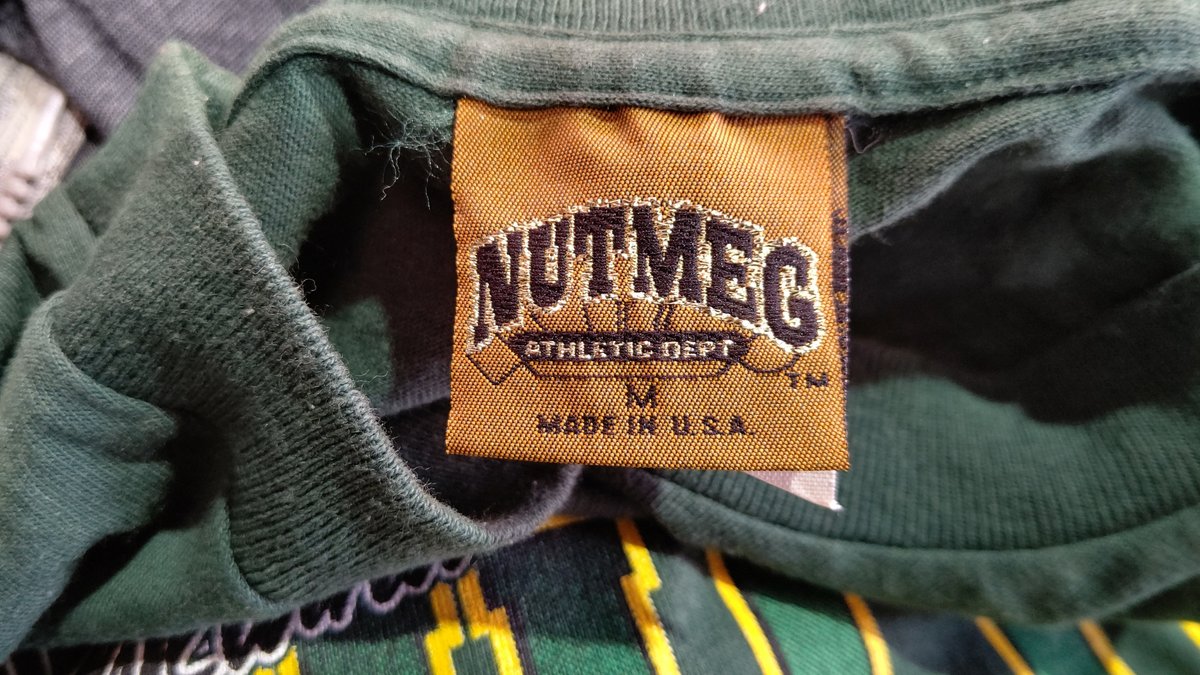 NUTMEG
ATHLETIC DEPT
TM
M
MADE IN U.S.A.